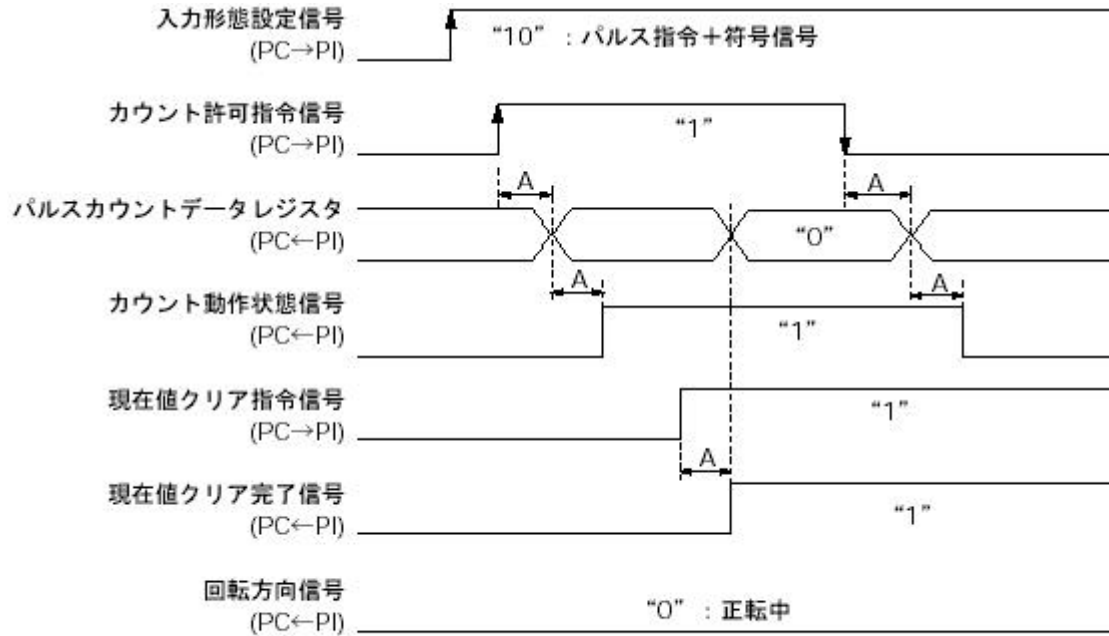 入力形態設定信号
(PC→PI)
“10” ：パルス指令＋符号信号
カウント許可指令信号
(PC→PI)
“1”
A
A
パルスカウントデータレジスタ
(PC←PI)
“0”
A
A
カウント動作状態信号
(PC←PI)
“1”
現在値クリア指令信号
(PC→PI)
“1”
A
現在値クリア完了信号
(PC←PI)
“1”
回転方向信号
(PC←PI)
“0” ：正転中